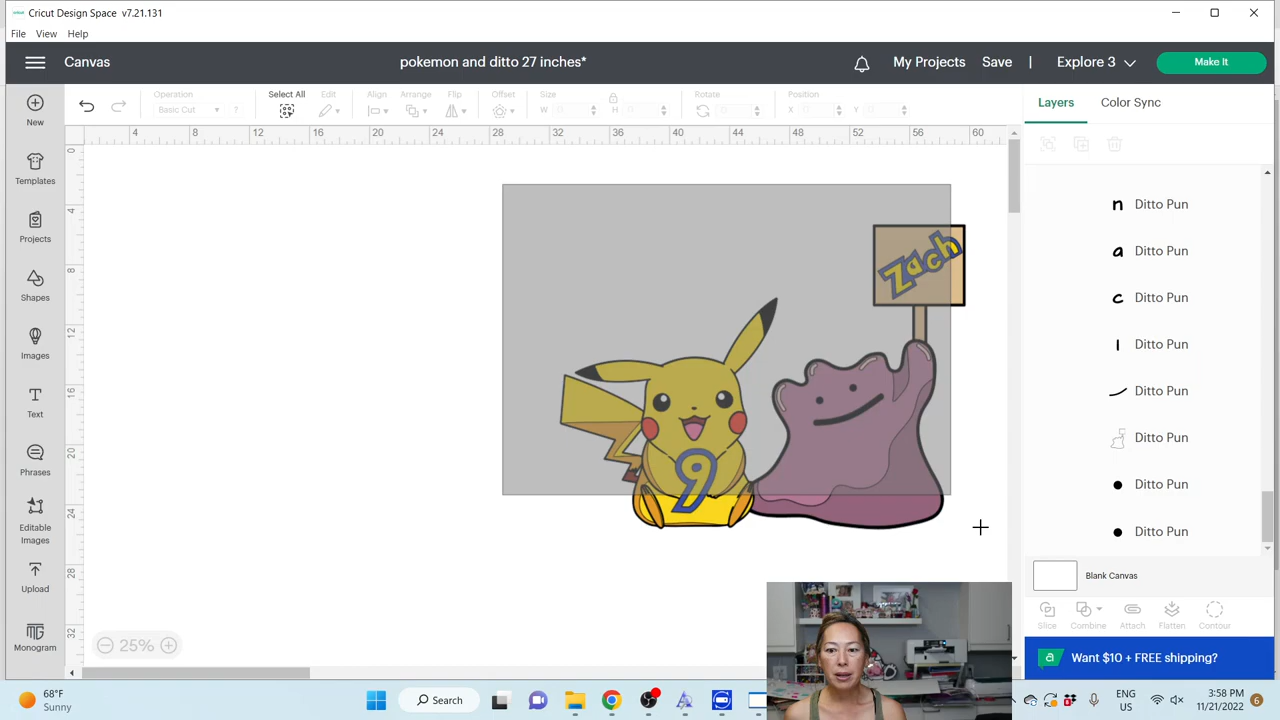 Cricut Design Space v7.21.131
File View Help
Canvas
pokemon and ditto 27 inches*
My Projects Save | Explore 3 Make It
New
Templates
Projects
Shapes
Images
Text
Phrases
Editable
Images
Upload
Monogram
Operation
Basic Cut
?
Select All
Edit
Align
Arrange
Flip
Offset
Size
W
H
Rotate
Position
X
Y
4 8 12 16 20 24 28 32 36 40 44 48 52 56 60
0
4
8
12
16
20
24
28
32
Zach
9
25%
Layers Color Sync
n Ditto Pun
a Ditto Pun
c Ditto Pun
l Ditto Pun
Ditto Pun
Ditto Pun
Ditto Pun
Ditto Pun
Blank Canvas
Slice Combine Attach Flatten Contour
a Want $10 + FREE shipping?
68°F
Sunny
Search
ENG
US
3:58 PM
11/21/2022
6